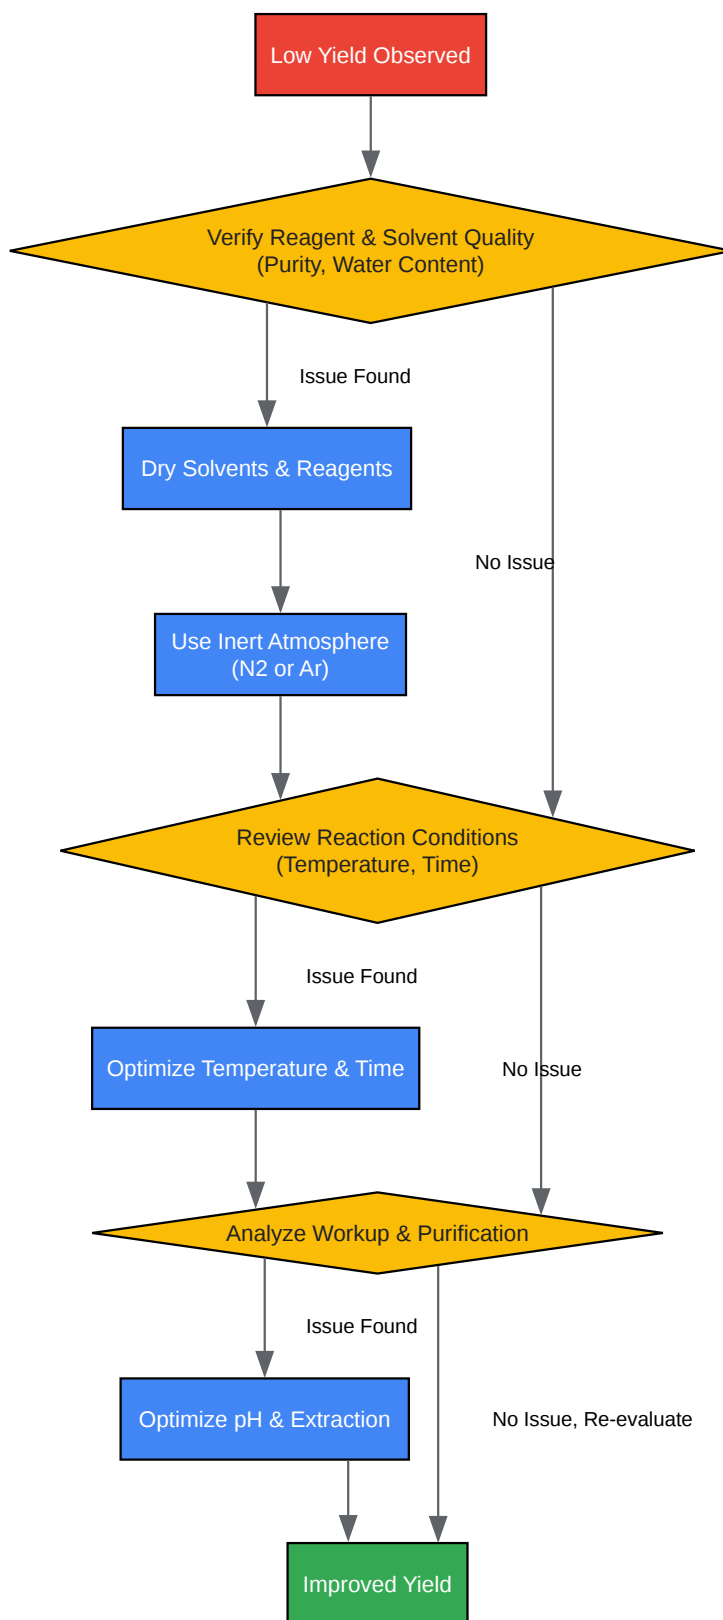 Low Yield Observed
Verify Reagent & Solvent Quality
(Purity, Water Content)
Issue Found
Dry Solvents & Reagents
No Issue
Use Inert Atmosphere
(N2 or Ar)
Review Reaction Conditions
(Temperature, Time)
Issue Found
Optimize Temperature & Time
No Issue
Analyze Workup & Purification
Issue Found
Optimize pH & Extraction
No Issue, Re-evaluate
Improved Yield